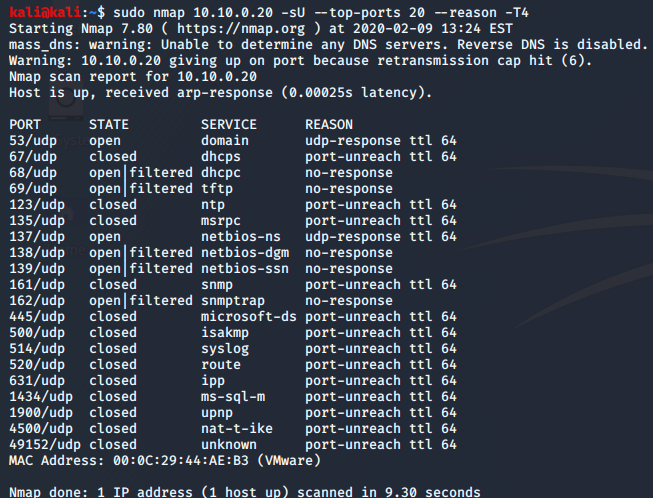 kali@kali:~$ sudo nmap 10.10.0.20 -sU --top-ports 20 --reason -T4
Starting Nmap 7.80 ( https://nmap.org ) at 2020-02-09 13:24 EST
mass_dns: warning: Unable to determine any DNS servers. Reverse DNS is disabled.
Warning: 10.10.0.20 giving up on port because retransmission cap hit (6).
Nmap scan report for 10.10.0.20
Host is up, received arp-response (0.00025s latency).

PORT      STATE         SERVICE      REASON
53/udp    open          domain       udp-response ttl 64
67/udp    closed        dhcps        port-unreach ttl 64
68/udp    open|filtered dhcpc        no-response
69/udp    open|filtered tftp         no-response
123/udp   closed        ntp          port-unreach ttl 64
135/udp   closed        msrpc        port-unreach ttl 64
137/udp   open          netbios-ns   udp-response ttl 64
138/udp   open|filtered netbios-dgm  no-response
139/udp   open|filtered netbios-ssn  no-response
161/udp   closed        snmp         port-unreach ttl 64
162/udp   open|filtered snmptrap     no-response
445/udp   closed        microsoft-ds port-unreach ttl 64
500/udp   closed        isakmp       port-unreach ttl 64
514/udp   closed        syslog       port-unreach ttl 64
520/udp   closed        route        port-unreach ttl 64
631/udp   closed        ipp          port-unreach ttl 64
1434/udp  closed        ms-sql-m     port-unreach ttl 64
1900/udp  closed        upnp         port-unreach ttl 64
4500/udp  closed        nat-t-ike    port-unreach ttl 64
49152/udp closed        unknown      port-unreach ttl 64
MAC Address: 00:0C:29:44:AE:B3 (VMware)

Nmap done: 1 IP address (1 host up) scanned in 9.30 seconds